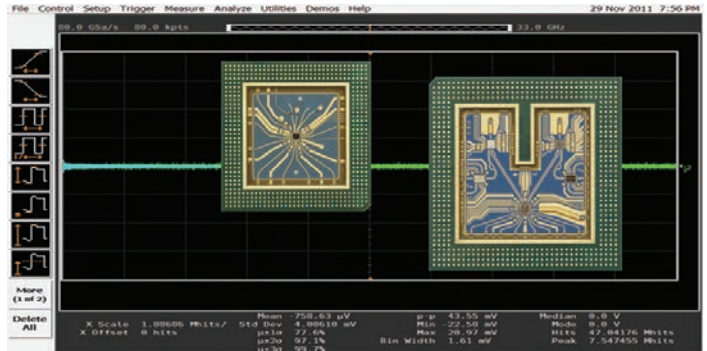 File Control Setup Trigger Measure Analyze Utilities Demos Help 29 Nov 2011 7:56 PM
80.0 GSa/s 80.0 kpts 33.0 GHz
More
(1 of 2)
Delete
All
Mean -758.63 µV p-p 43.55 mV Median 0.0 V
X Scale 1.00606 Mhits/ Std Dev 4.00610 mV Min -22.58 mV Mode 0.0 V
X Offset 0 hits µ±1σ 77.6% Max 20.97 mV Hits 47.04176 Mhits
µ±2σ 97.1% Bin Width 1.61 mV Peak 7.547455 Mhits
µ±3σ 99.7%